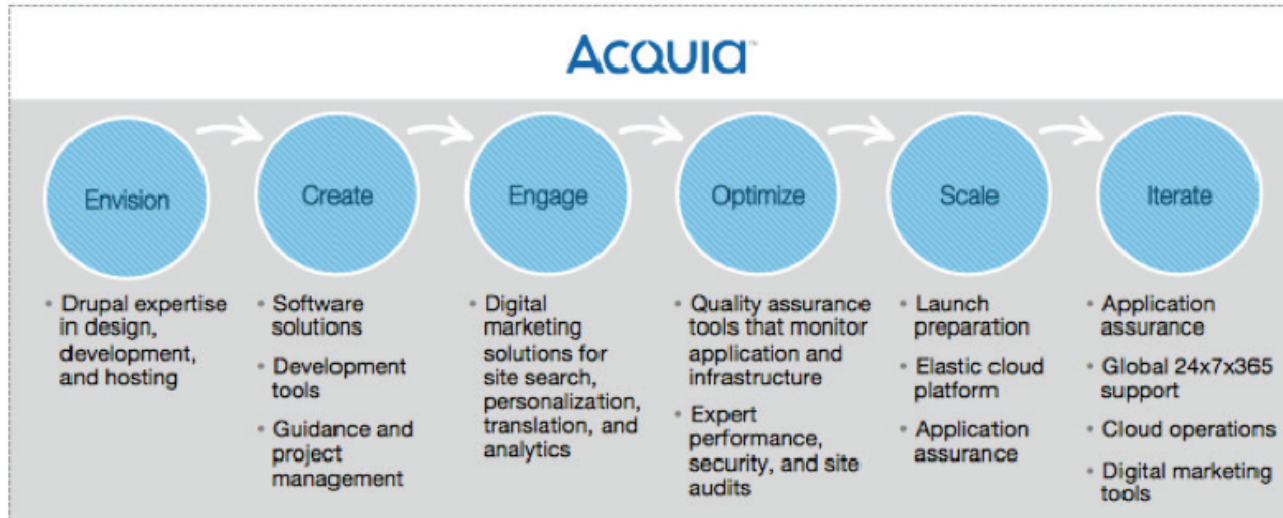 Acquia™
Envision
Create
Engage
Optimize
Scale
Iterate
• Drupal expertise
in design,
development,
and hosting
• Software
solutions
• Development
tools
• Guidance and
project
management
• Digital
marketing
solutions for
site search,
personalization,
translation, and
analytics
• Quality assurance
tools that monitor
application and
infrastructure
• Expert
performance,
security, and site
audits
• Launch
preparation
• Elastic cloud
platform
• Application
assurance
• Application
assurance
• Global 24x7x365
support
• Cloud operations
• Digital marketing
tools